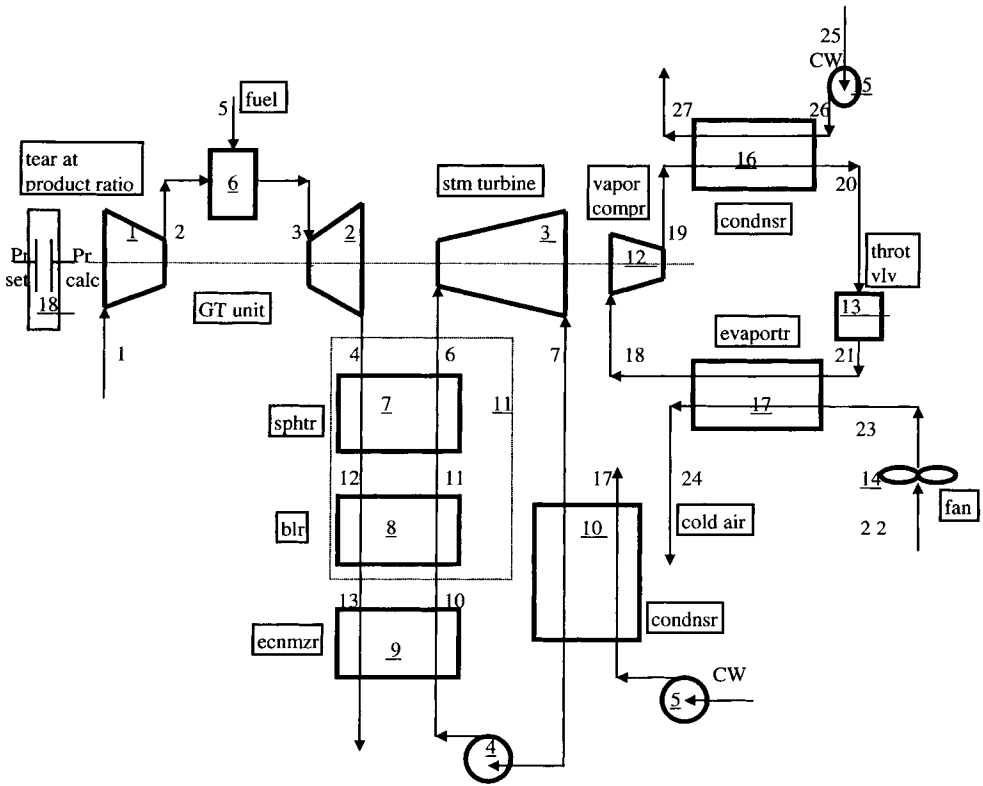 25
CW
5
26
27
16
20
condnsr
5
fuel
tear at
product ratio
6
stm turbine
vapor
compr
19
1
2
3
2
3
12
throt
vlv
13
Pr
set
Pr
calc
18
GT unit
evaportr
1
4
6
7
18
21
7
11
17
23
sphtr
12
11
17
24
14
cold air
fan
2 2
blr
8
10
13
10
condnsr
ecnmzr
9
CW
5
4